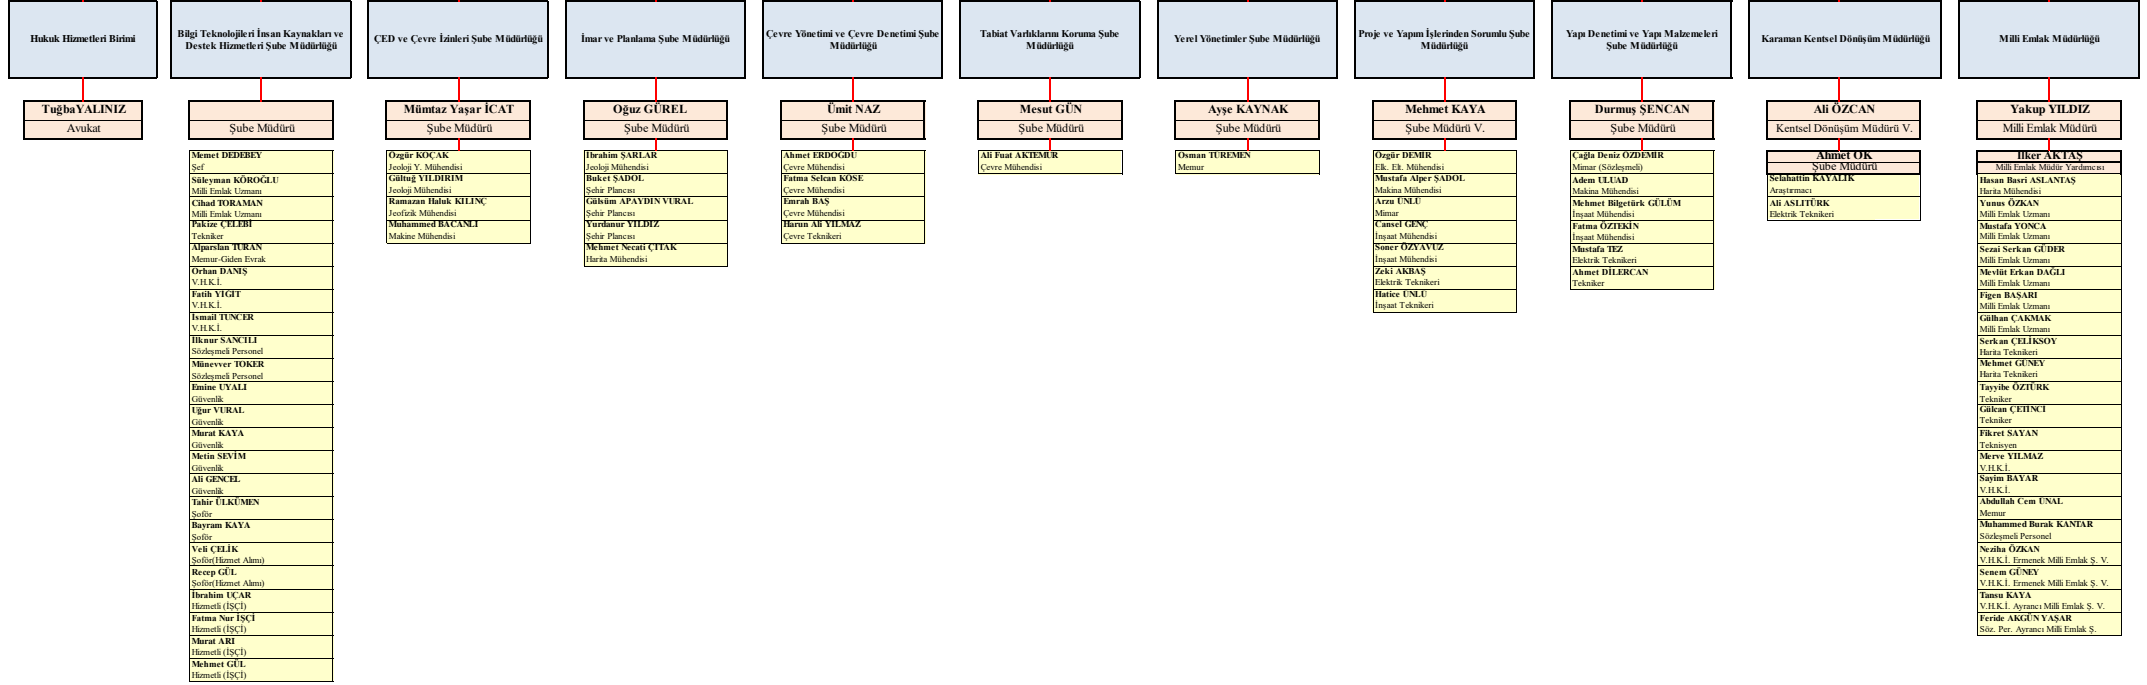 Hukuk Hizmetleri Birimi
TuğbaYALINIZ
Avukat
Bilgi Teknolojileri İnsan Kaynakları ve
Destek Hizmetleri Şube Müdürlüğü
Şube Müdürü
Memet DEDEBEY
Şef
Süleyman KÖROĞLU
Milli Emlak Uzmanı
Cihad TORAMAN
Milli Emlak Uzmanı
Pakize ÇELEBİ
Tekniker
Alparslan TURAN
Memur-Giden Evrak
Orhan DANIŞ
V.H.K.İ.
Fatih YİĞİT
V.H.K.İ.
İsmail TUNCER
V.H.K.İ.
İlknur SANCILI
Sözleşmeli Personel
Münevver TOKER
Sözleşmeli Personel
Emine UYALI
Güvenlik
Uğur VURAL
Güvenlik
Murat KAYA
Güvenlik
Metin SEVİM
Güvenlik
Ali GENCEL
Güvenlik
Tahir ÜLKÜMEN
Şoför
Bayram KAYA
Şoför
Veli ÇELİK
Şoför(Hizmet Alımı)
Recep GÜL
Şoför(Hizmet Alımı)
İbrahim UÇAR
Hizmetli (İŞÇİ)
Fatma Nur İŞÇİ
Hizmetli (İŞÇİ)
Murat ARI
Hizmetli (İŞÇİ)
Mehmet GÜL
Hizmetli (İŞÇİ)
ÇED ve Çevre İzinleri Şube Müdürlüğü
Mümtaz Yaşar İCAT
Şube Müdürü
Özgür KOÇAK
Jeoloji Y. Mühendisi
Gültuğ YILDIRIM
Jeoloji Mühendisi
Ramazan Haluk KILINÇ
Jeofizik Mühendisi
Muhammed BACANLI
Makine Mühendisi
İmar ve Planlama Şube Müdürlüğü
Oğuz GÜREL
Şube Müdürü
İbrahim ŞARLAR
Jeoloji Mühendisi
Buket ŞADOL
Şehir Plancısı
Gülsüm APAYDIN VURAL
Şehir Plancısı
Yurdanur YILDIZ
Şehir Plancısı
Mehmet Necati ÇITAK
Harita Mühendisi
Çevre Yönetimi ve Çevre Denetimi Şube
Müdürlüğü
Ümit NAZ
Şube Müdürü
Ahmet ERDOĞDU
Çevre Mühendisi
Fatma Selcan KÖSE
Çevre Mühendisi
Emrah BAŞ
Çevre Mühendisi
Harun Ali YILMAZ
Çevre Teknikeri
Tabiat Varlıklarını Koruma Şube
Müdürlüğü
Mesut GÜN
Şube Müdürü
Ali Fuat AKTEMUR
Çevre Mühendisi
Yerel Yönetimler Şube Müdürlüğü
Ayşe KAYNAK
Şube Müdürü
Osman TÜREMEN
Memur
Proje ve Yapım İşlerinden Sorumlu Şube
Müdürlüğü
Mehmet KAYA
Şube Müdürü V.
Özgür DEMİR
Elk. Elt. Mühendisi
Mustafa Alper ŞADOL
Makina Mühendisi
Arzu ÜNLÜ
Mimar
Cansel GENÇ
İnşaat Mühendisi
Soner ÖZYAVUZ
İnşaat Mühendisi
Zeki AKBAŞ
Elektrik Teknikeri
Hatice ÜNLÜ
İnşaat Teknikeri
Yapı Denetimi ve Yapı Malzemeleri
Şube Müdürlüğü
Durmuş ŞENCAN
Şube Müdürü
Çağla Deniz ÖZDEMİR
Mimar (Sözleşmeli)
Adem ULUAD
Makina Mühendisi
Mehmet Bilgetürk GÜLÜM
İnşaat Mühendisi
Fatma ÖZTEKİN
İnşaat Mühendisi
Mustafa TEZ
Elektrik Teknikeri
Ahmet DİLERCAN
Tekniker
Karaman Kentsel Dönüşüm Müdürlüğü
Ali ÖZCAN
Kentsel Dönüşüm Müdürü V.
Ahmet OK
Şube Müdürü
Selahattin KAYALIK
Araştırmacı
Ali ASLITÜRK
Elektrik Teknikeri
Milli Emlak Müdürlüğü
Yakup YILDIZ
Milli Emlak Müdürü
İlker AKTAŞ
Milli Emlak Müdür Yardımcısı
Hasan Basri ASLANTAŞ
Harita Mühendisi
Yunus ÖZKAN
Milli Emlak Uzmanı
Mustafa YONCA
Milli Emlak Uzmanı
Sezai Serkan GÜDER
Milli Emlak Uzmanı
Mevlüt Erkan DAĞLI
Milli Emlak Uzmanı
Figen BAŞARI
Milli Emlak Uzmanı
Gülhan ÇAKMAK
Milli Emlak Uzmanı
Serkan ÇELİKSOY
Harita Teknikeri
Mehmet GÜNEY
Harita Teknikeri
Tayyibe ÖZTÜRK
Tekniker
Gülcan ÇETİNCİ
Tekniker
Fikret SAYAN
Teknisyen
Merve YILMAZ
V.H.K.İ.
Sayim BAYAR
V.H.K.İ.
Abdullah Cem ÜNAL
Memur
Muhammed Burak KANTAR
Sözleşmeli Personel
Neziha ÖZKAN
V.H.K.İ. Ermenek Milli Emlak Ş. V.
Senem GÜNEY
V.H.K.İ. Ermenek Milli Emlak Ş. V.
Tansu KAYA
V.H.K.İ. Ayrancı Milli Emlak Ş. V.
Feride AKGÜN YAŞAR
Söz. Per. Ayrancı Milli Emlak Ş.